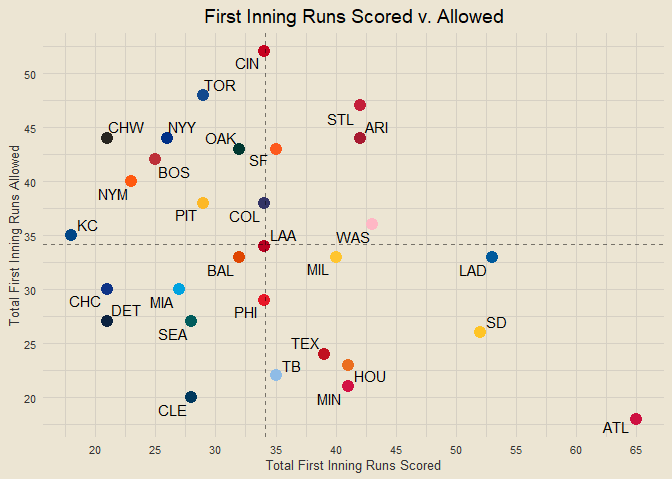 First Inning Runs Scored v. Allowed
CIN
TOR
STL
ARI
CHW
NYY
OAK
SF
BOS
NYM
PIT
COL
KC
WAS
LAA
BAL
MIL
LAD
CHC
MIA
DET
PHI
SEA
SD
TEX
TB
HOU
MIN
CLE
ATL
50
45
40
35
30
25
20
Total First Inning Runs Allowed
20
25
30
35
40
45
50
55
60
65
Total First Inning Runs Scored